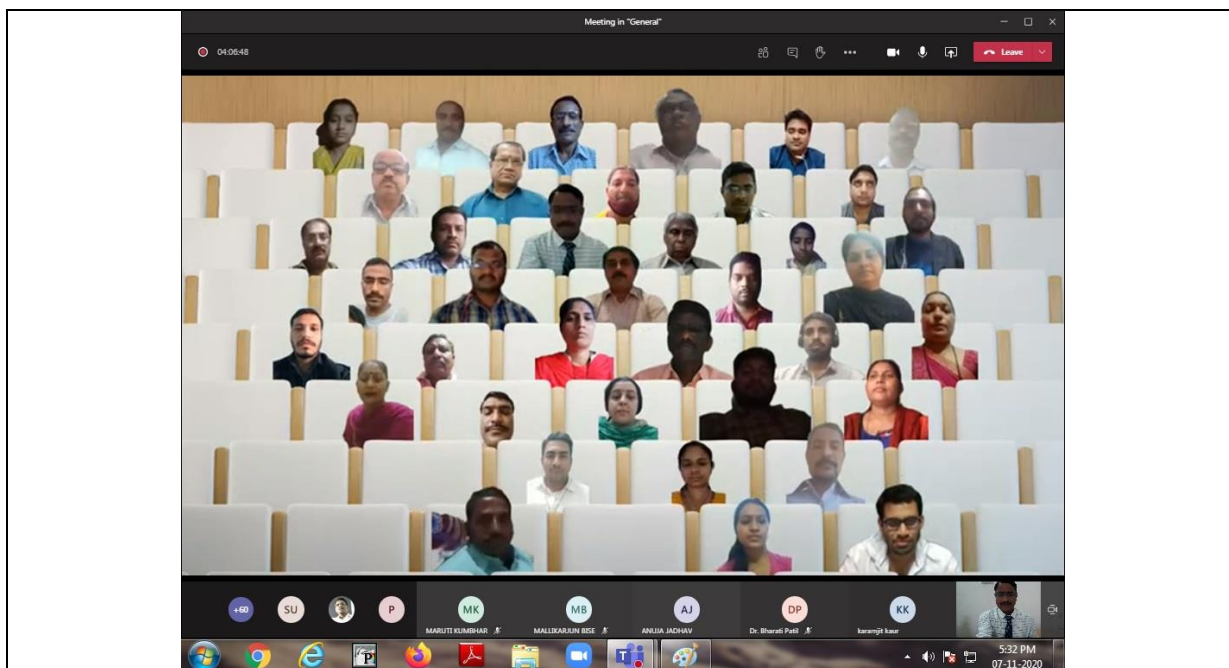 Meeting in "General"
04:06:48
Leave
+60
SU
P
MK
MB
AJ
DP
KK
MARUTI KUMBHAR
MALLIKARJUN BISE
ANUJA JADHAV
Dr. Bharati Patil
karamjit kaur
5:32 PM
07-11-2020